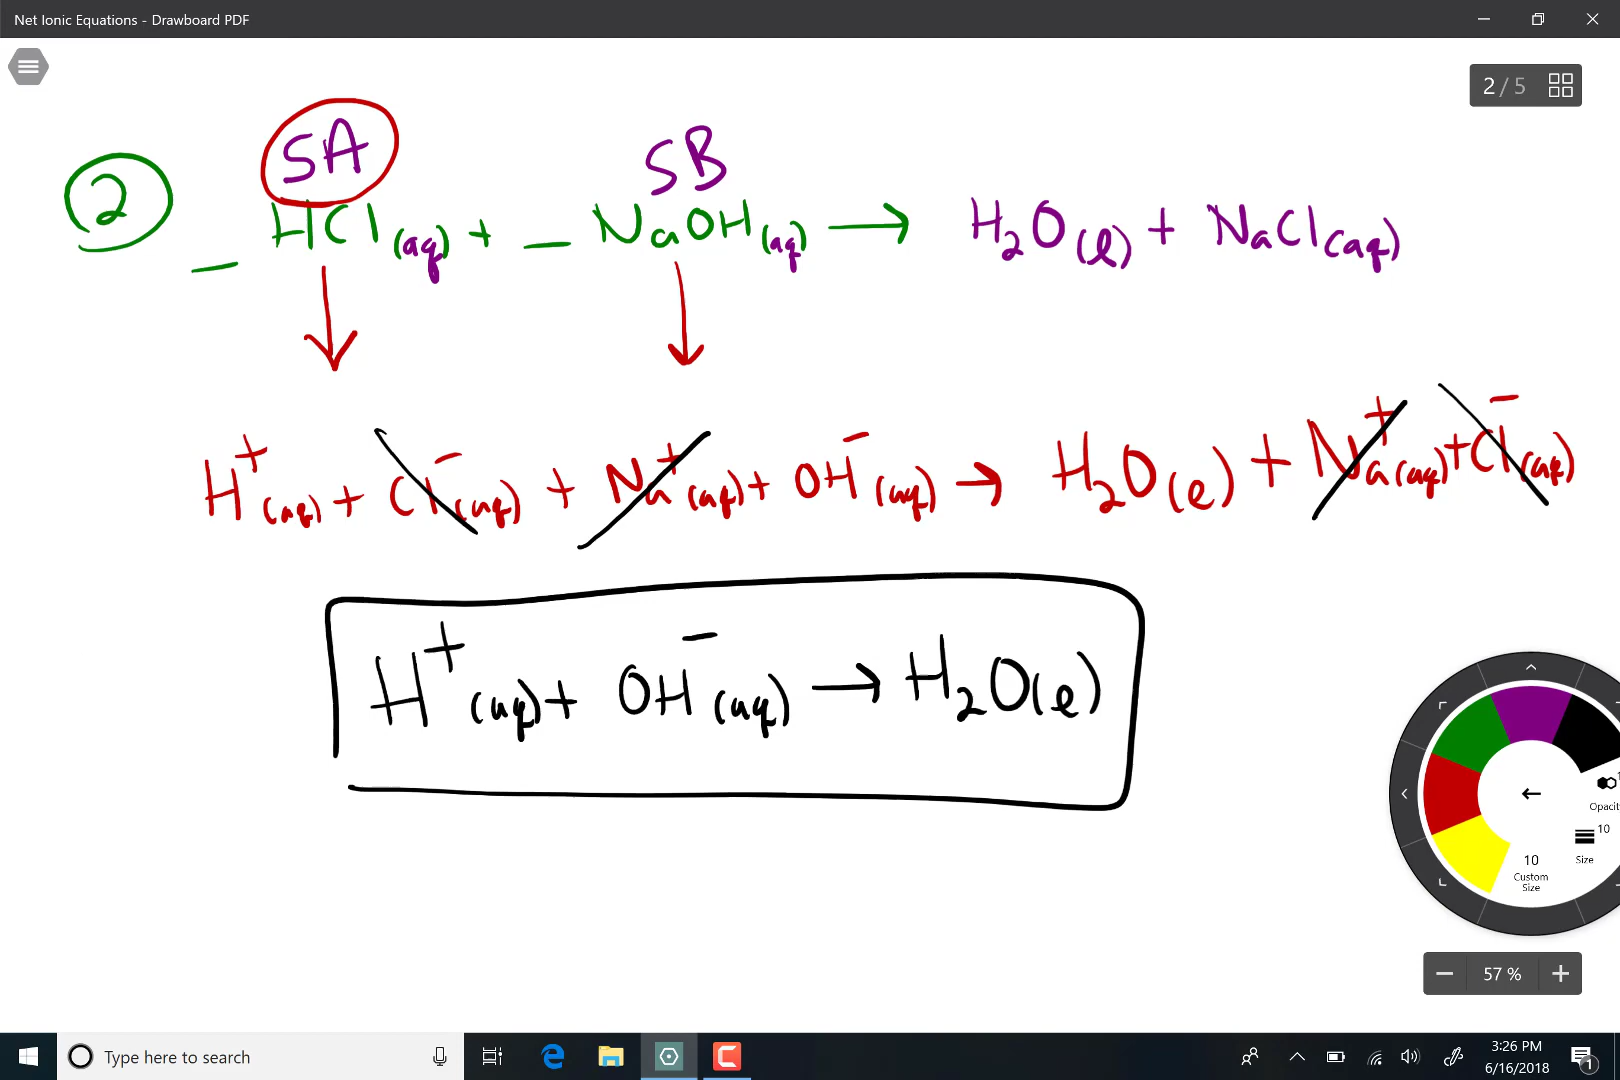 Net Ionic Equations - Drawboard PDF
2 / 5
SA
SB
2
_ HCl(aq) + _ NaOH(aq) → H₂O(l) + NaCl(aq)
H⁺(aq) + Cl⁻(aq) + Na⁺(aq) + OH⁻(aq) → H₂O(l) + Na⁺(aq) + Cl⁻(aq)
H⁺(aq) + OH⁻(aq) → H₂O(l)
Opacit
10
Size
10
Custom
Size
57 %
Type here to search
3:26 PM
6/16/2018
1